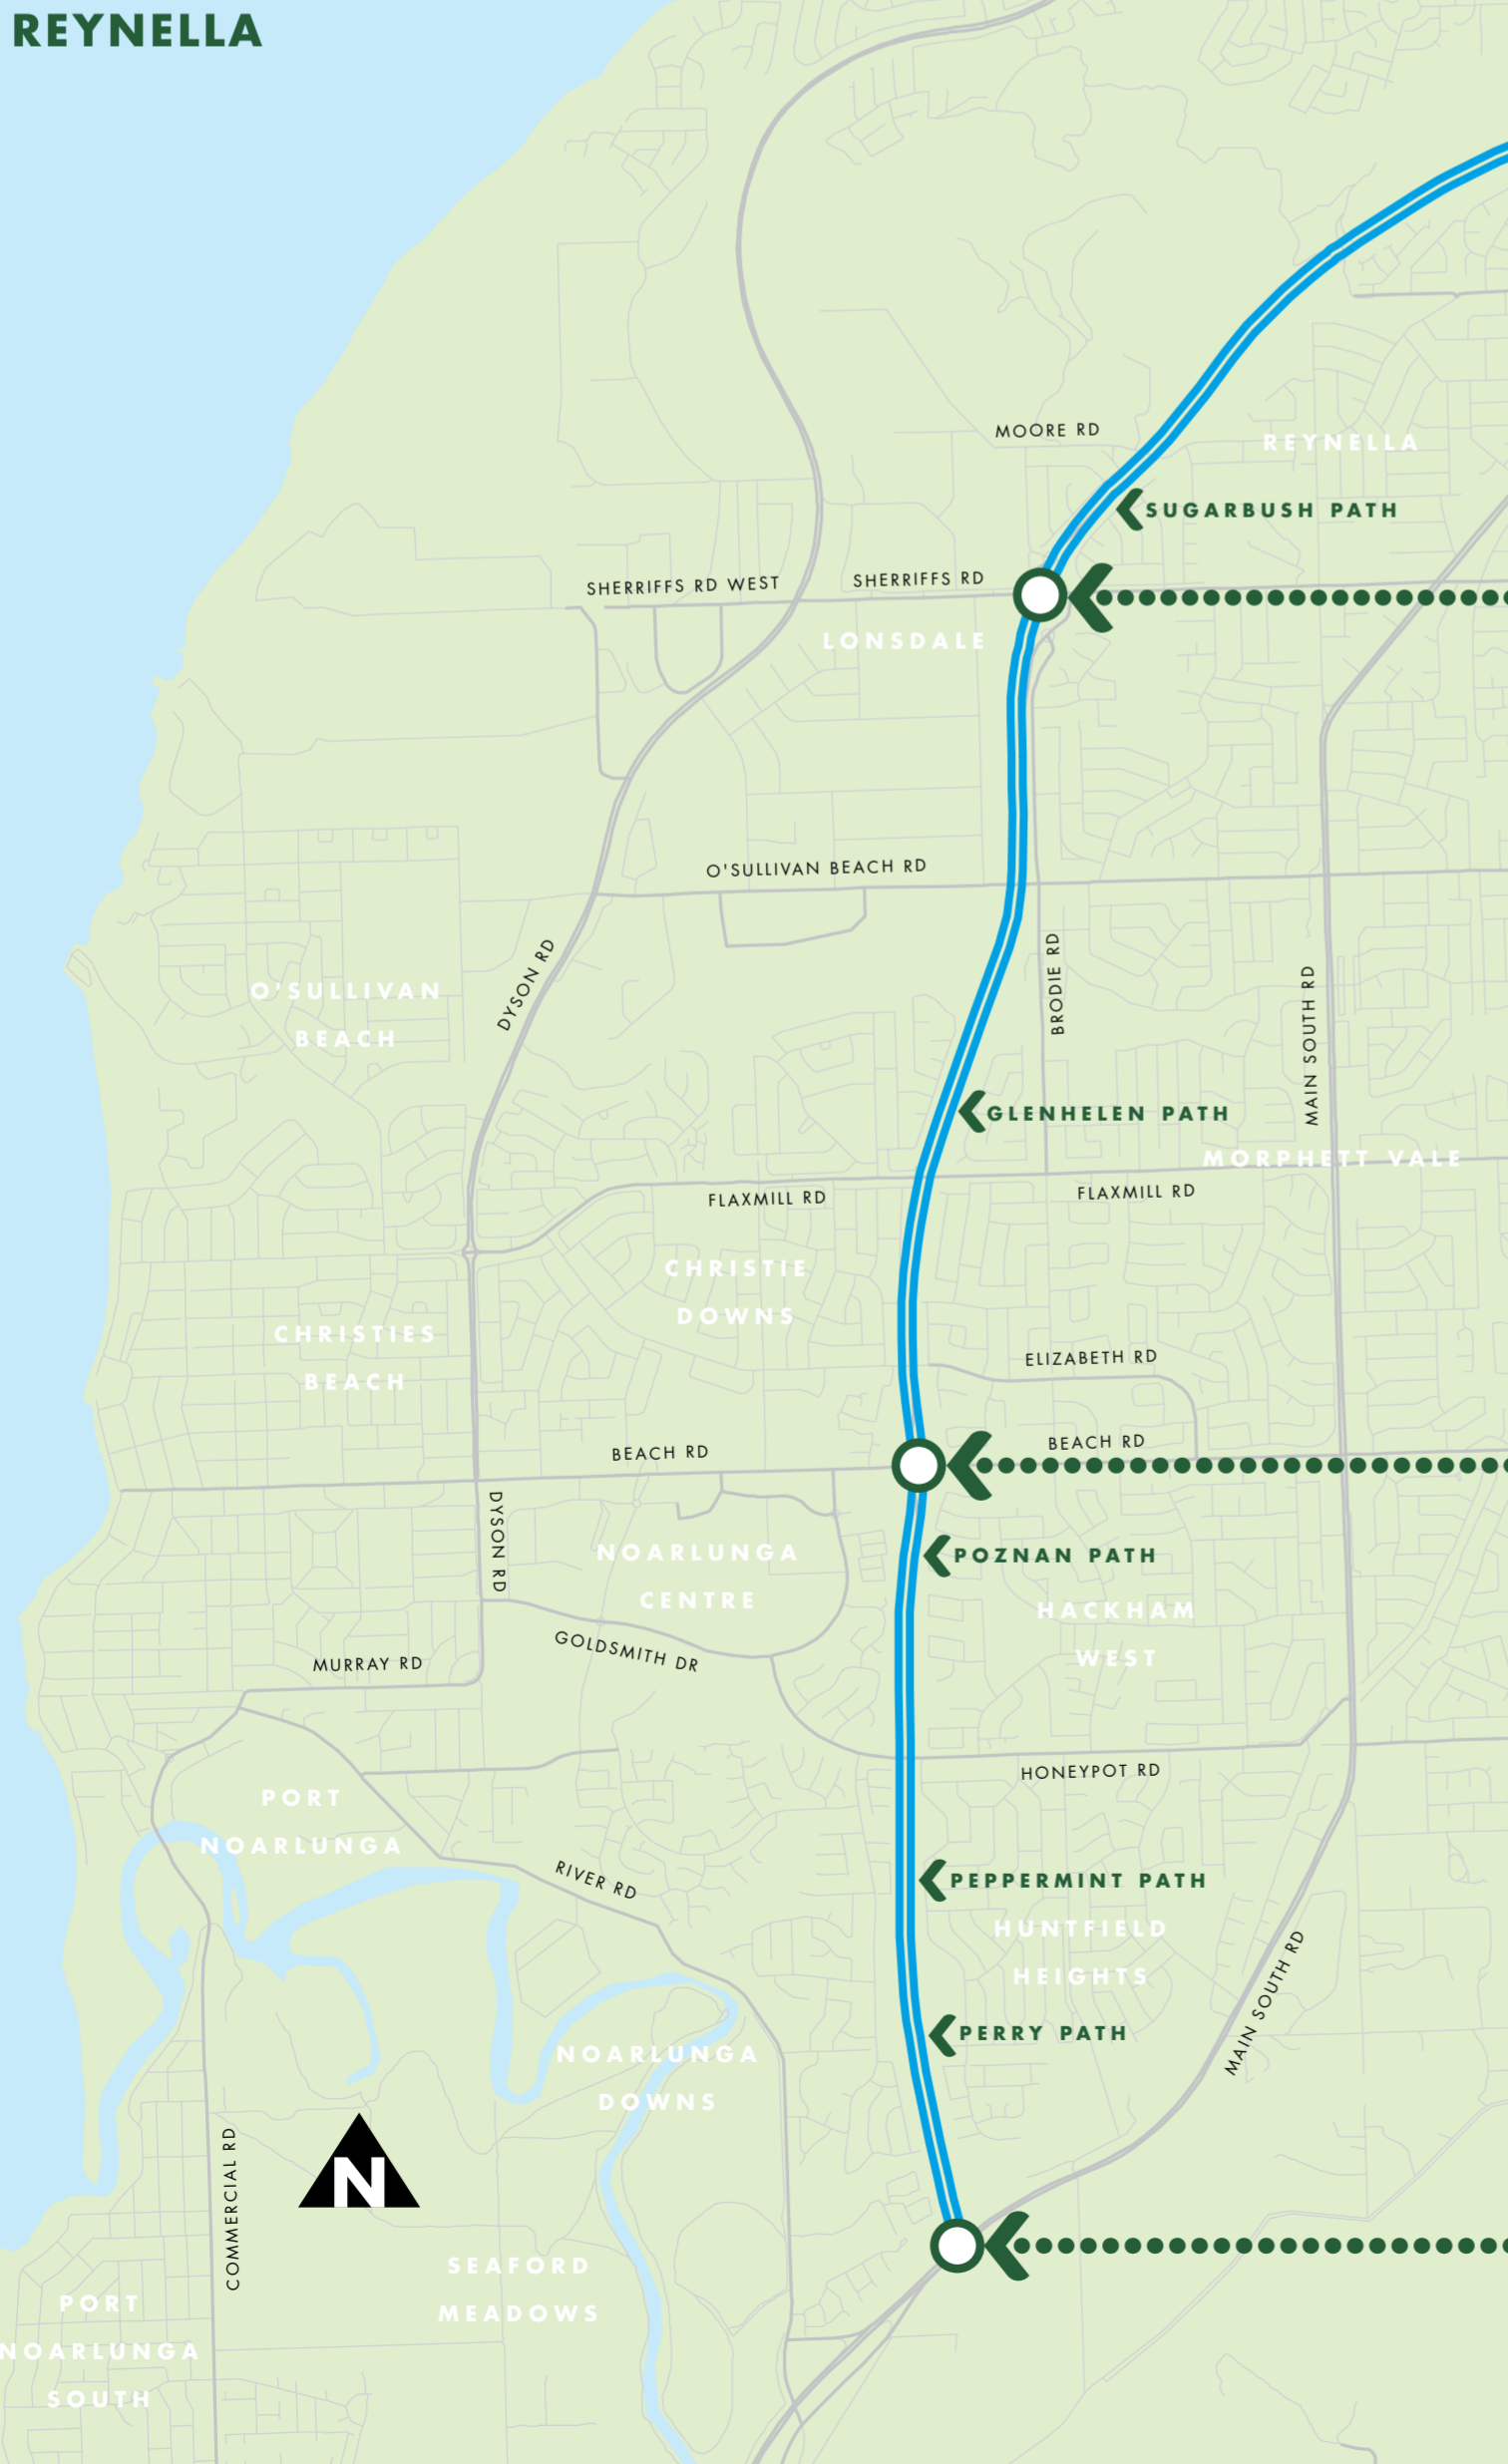 REYNELLA
MOORE RD
REYNELLA
SUGARBUSH PATH
SHERRIFFS RD WEST
SHERRIFFS RD
LONSDALE
O'SULLIVAN BEACH RD
DYSON RD
BRODIE RD
MAIN SOUTH RD
O'SULLIVAN
BEACH
GLENHELEN PATH
MORPHETT VALE
FLAXMILL RD
FLAXMILL RD
CHRISTIE
DOWNS
CHRISTIES
BEACH
ELIZABETH RD
BEACH RD
BEACH RD
DYSON RD
NOARLUNGA
CENTRE
POZNAN PATH
HACKHAM
WEST
GOLDSMITH DR
MURRAY RD
HONEYPOT RD
PORT
NOARLUNGA
RIVER RD
PEPPERMINT PATH
HUNTFIELD
HEIGHTS
MAIN SOUTH RD
PERRY PATH
NOARLUNGA
DOWNS
N
COMMERCIAL RD
SEAFORD
MEADOWS
PORT
NOARLUNGA
SOUTH